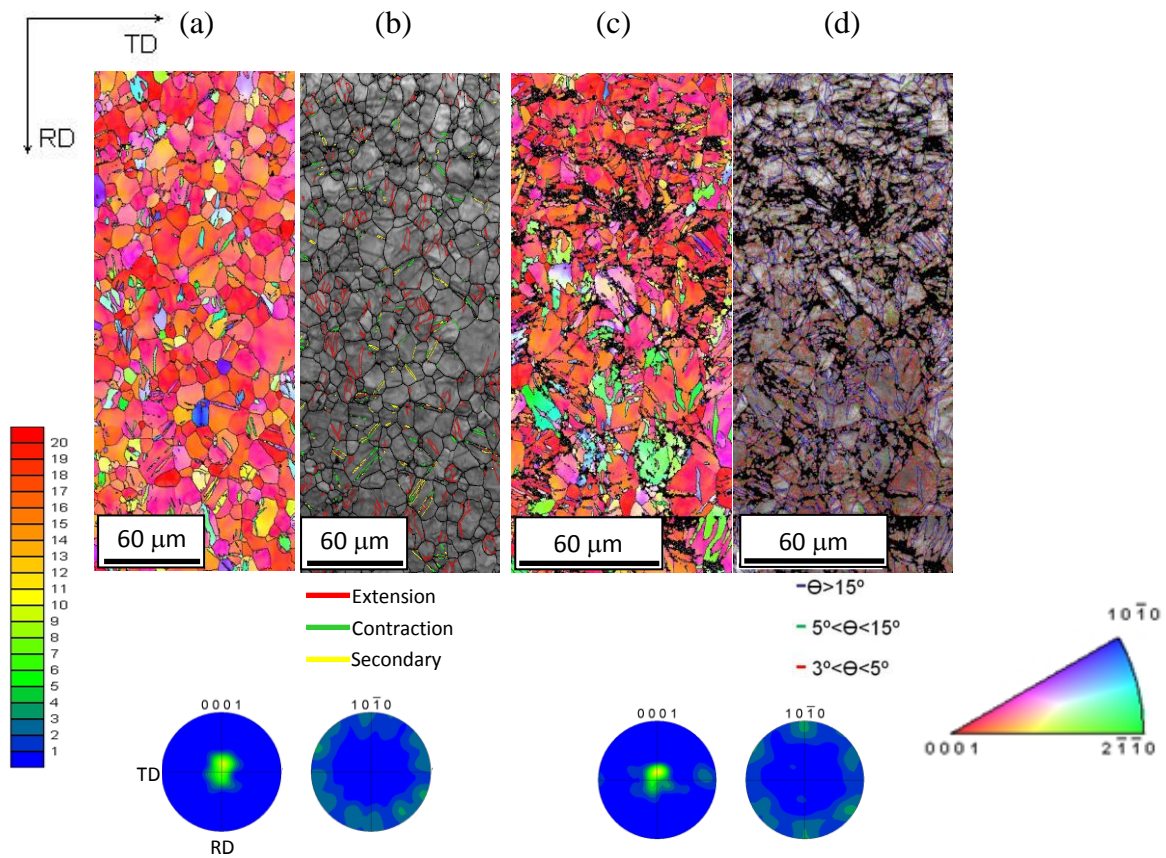 (a)
(b)
(c)
(d)
TD
RD
60 μm
60 μm
60 μm
60 μm
20
19
18
17
16
15
14
13
12
11
10
9
8
7
6
5
4
3
2
1
Extension
Contraction
Secondary
Θ>15º
5º<Θ<15º
3º<Θ<5º
101̄0
0001
21̄1̄0
0001
101̄0
0001
101̄0
TD
RD